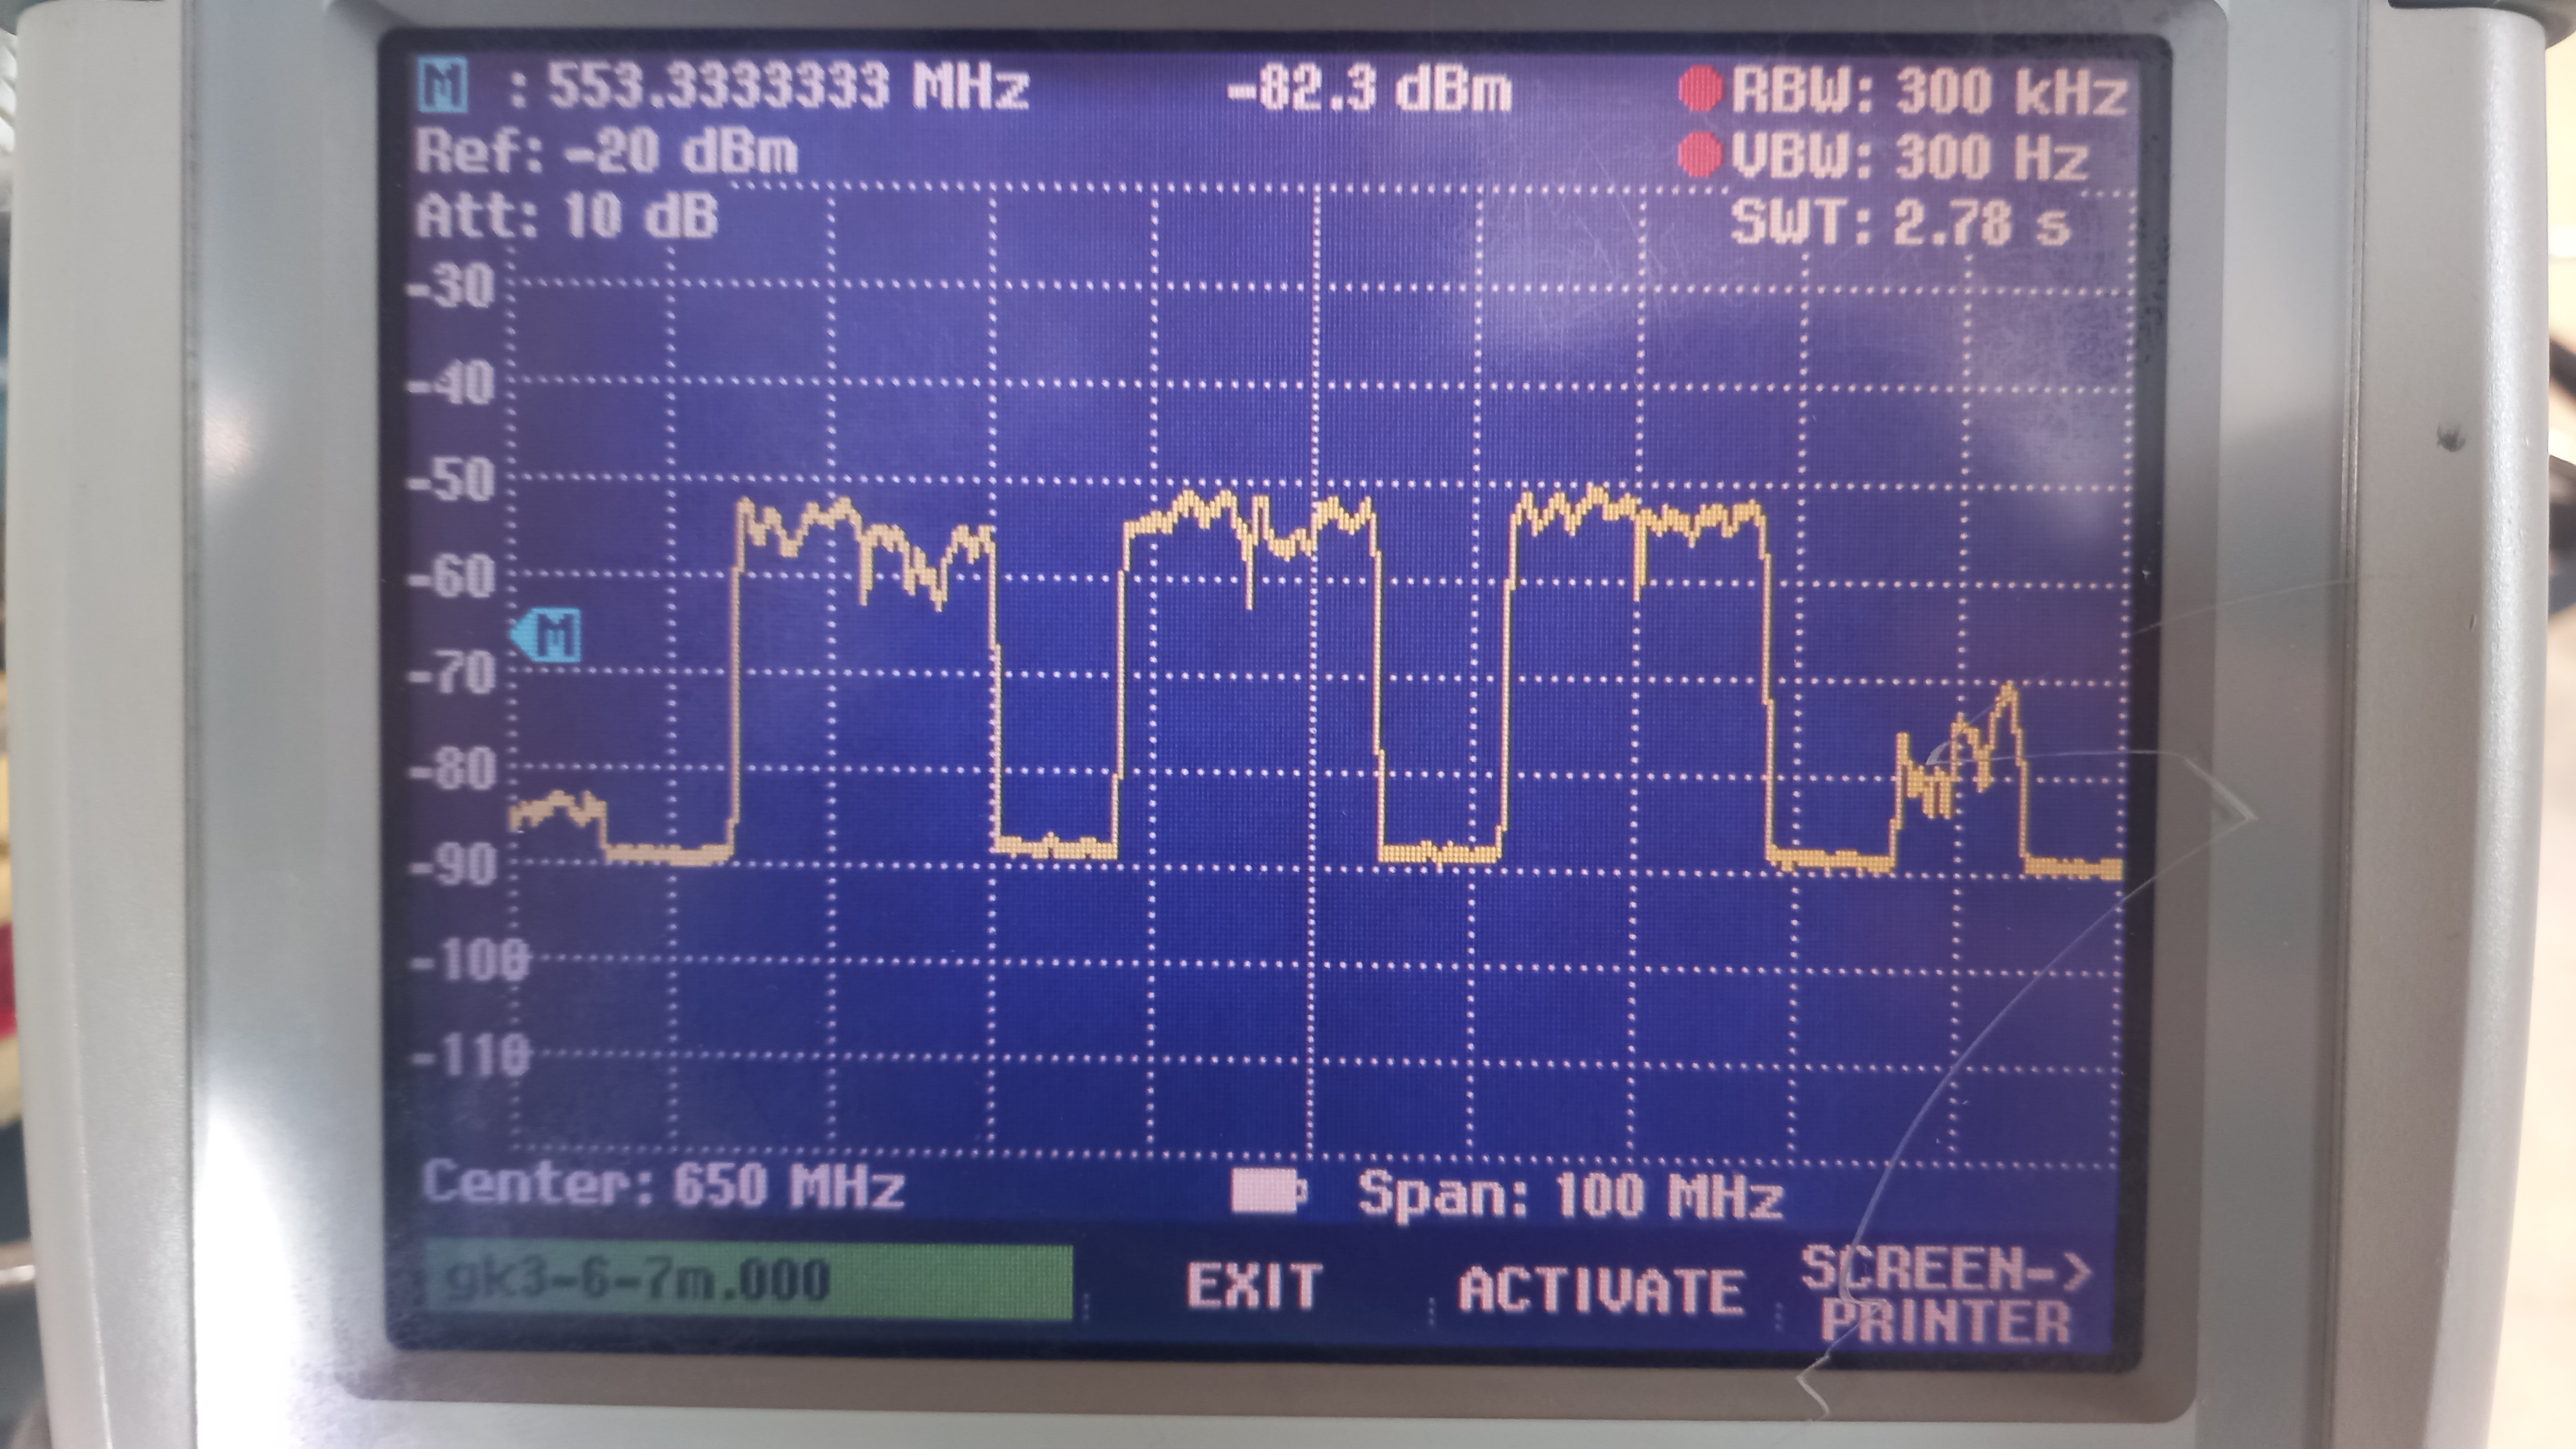 M : 553.3333333 MHz -82.3 dBm RBW: 300 kHz
Ref: -20 dBm VBW: 300 Hz
Att: 10 dB SWT: 2.78 s
-30
-40
-50
-60
M
-70
-80
-90
-100
-110
Center: 650 MHz Span: 100 MHz
gk3-6-7m.000 EXIT ACTIVATE SCREEN->
PRINTER